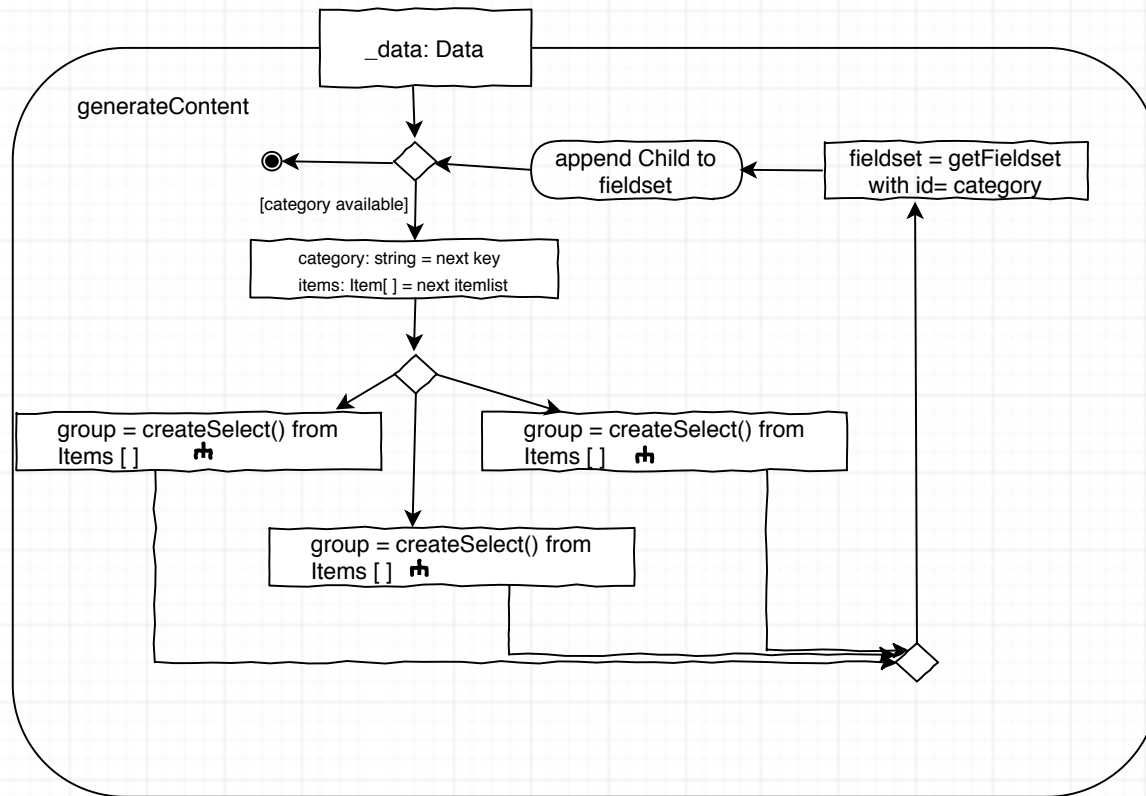 _data: Data
generateContent
append Child to
fieldset
fieldset = getFieldset
with id= category
[category available]
category: string = next key
items: Item[ ] = next itemlist
group = createSelect() from
Items [ ]
group = createSelect() from
Items [ ]
group = createSelect() from
Items [ ]